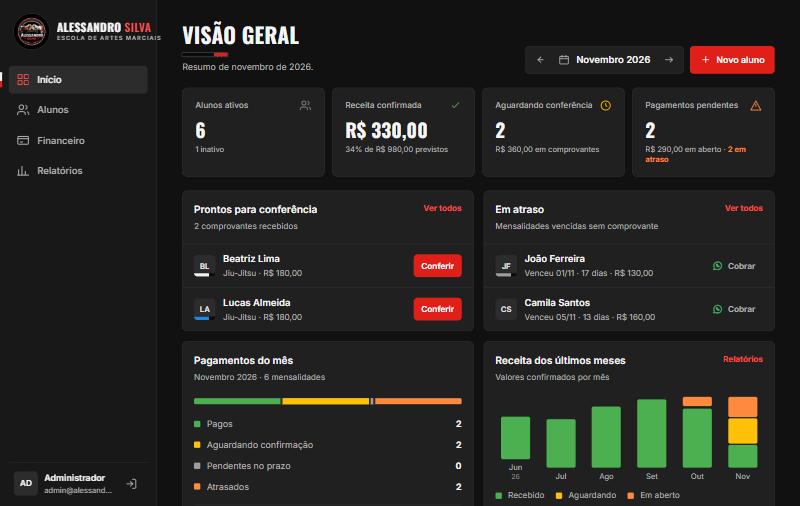 ALESSANDRO SILVA
ESCOLA DE ARTES MARCIAIS
Início
Alunos
Financeiro
Relatórios
AD
Administrador
admin@alessand...
VISÃO GERAL
Resumo de novembro de 2026.
Novembro 2026
Novo aluno
Alunos ativos
6
1 inativo
Receita confirmada
R$ 330,00
34% de R$ 980,00 previstos
Aguardando conferência
2
R$ 360,00 em comprovantes
Pagamentos pendentes
2
R$ 290,00 em aberto · 2 em
atraso
Prontos para conferência
Ver todos
2 comprovantes recebidos
BL
Beatriz Lima
Jiu-Jitsu · R$ 180,00
Conferir
LA
Lucas Almeida
Jiu-Jitsu · R$ 180,00
Conferir
Em atraso
Ver todos
Mensalidades vencidas sem comprovante
JF
João Ferreira
Venceu 01/11 · 17 dias · R$ 130,00
Cobrar
CS
Camila Santos
Venceu 05/11 · 13 dias · R$ 160,00
Cobrar
Pagamentos do mês
Novembro 2026 · 6 mensalidades
Pagos 2
Aguardando confirmação 2
Pendentes no prazo 0
Atrasados 2
Receita dos últimos meses
Relatórios
Valores confirmados por mês
Jun Jul Ago Set Out Nov
26
Recebido Aguardando Em aberto